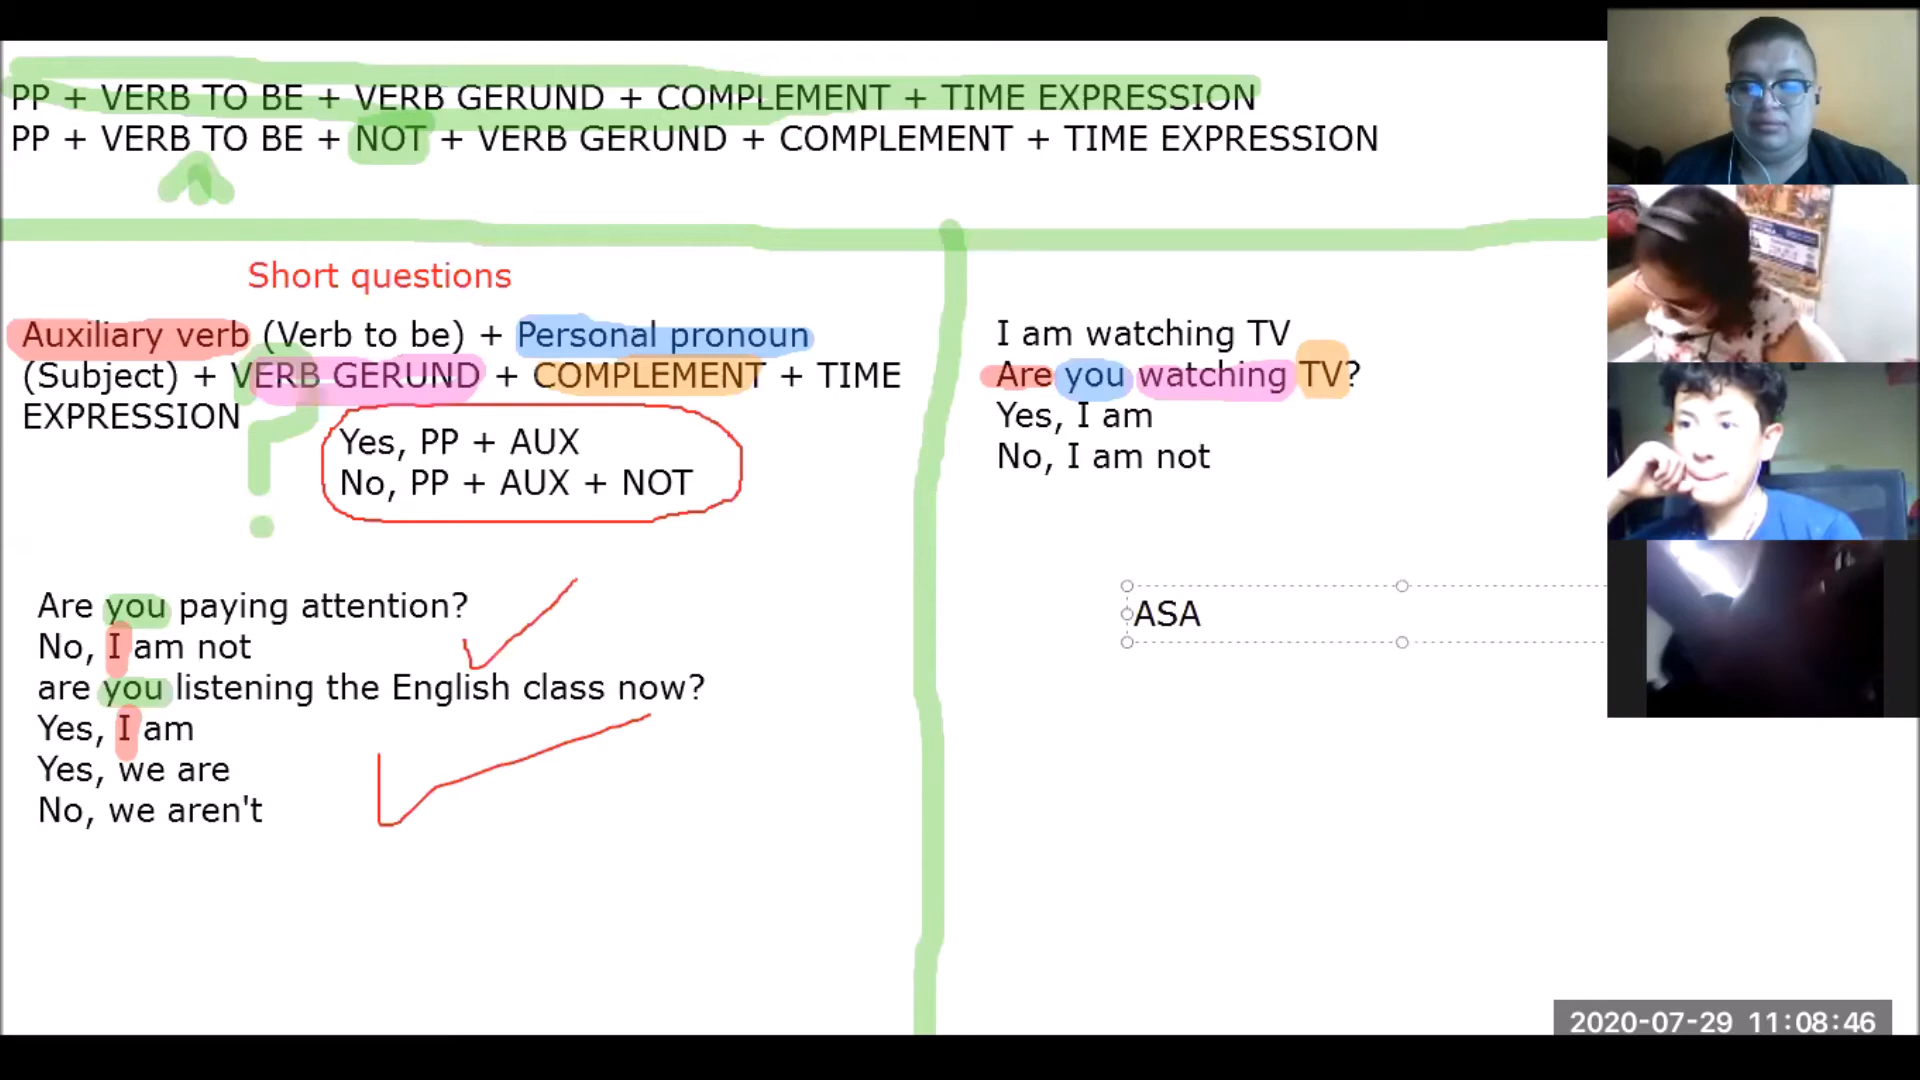 PP + VERB TO BE + VERB GERUND + COMPLEMENT + TIME EXPRESSION
PP + VERB TO BE + NOT + VERB GERUND + COMPLEMENT + TIME EXPRESSION
Short questions
Auxiliary verb (Verb to be) + Personal pronoun
(Subject) + VERB GERUND + COMPLEMENT + TIME
EXPRESSION
?
Yes, PP + AUX
No, PP + AUX + NOT
Are you paying attention?
No, I am not
are you listening the English class now?
Yes, I am
Yes, we are
No, we aren't
I am watching TV
Are you watching TV?
Yes, I am
No, I am not
ASA
2020-07-29 11:08:46